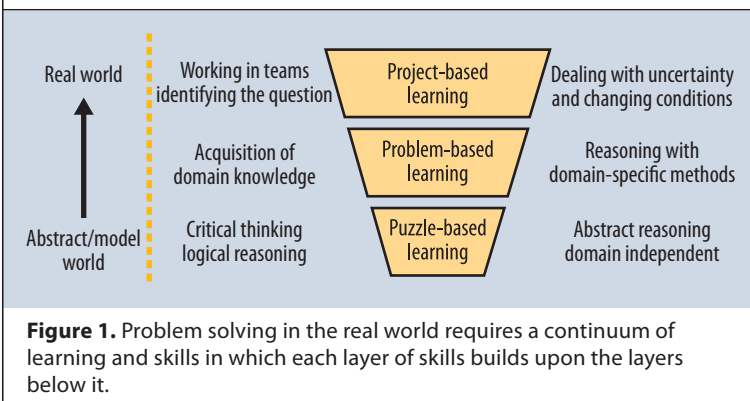 Real world
Working in teams
identifying the question
Project-based
learning
Dealing with uncertainty
and changing conditions
Acquisition of
domain knowledge
Problem-based
learning
Reasoning with
domain-specific methods
Abstract/model
world
Critical thinking
logical reasoning
Puzzle-based
learning
Abstract reasoning
domain independent
Figure 1. Problem solving in the real world requires a continuum of
learning and skills in which each layer of skills builds upon the layers
below it.